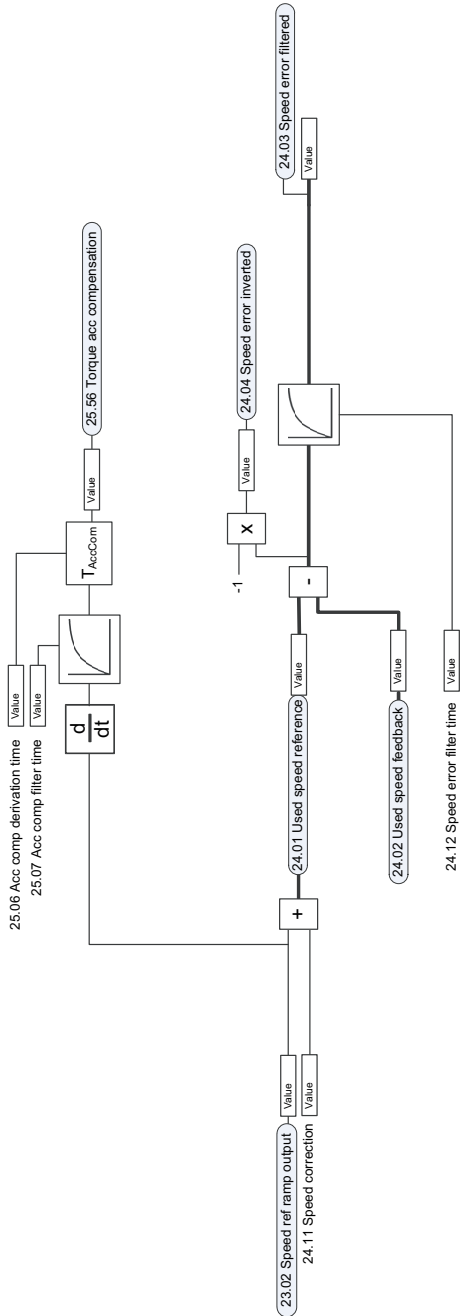 25.06 Acc comp derivation time
Value
25.07 Acc comp filter time
Value
d
dt
TAccCom
Value
25.56 Torque acc compensation
-1
X
Value
24.04 Speed error inverted
23.02 Speed ref ramp output
Value
24.11 Speed correction
Value
+
24.01 Used speed reference
Value
-
24.02 Used speed feedback
Value
24.12 Speed error filter time
Value
Value
24.03 Speed error filtered